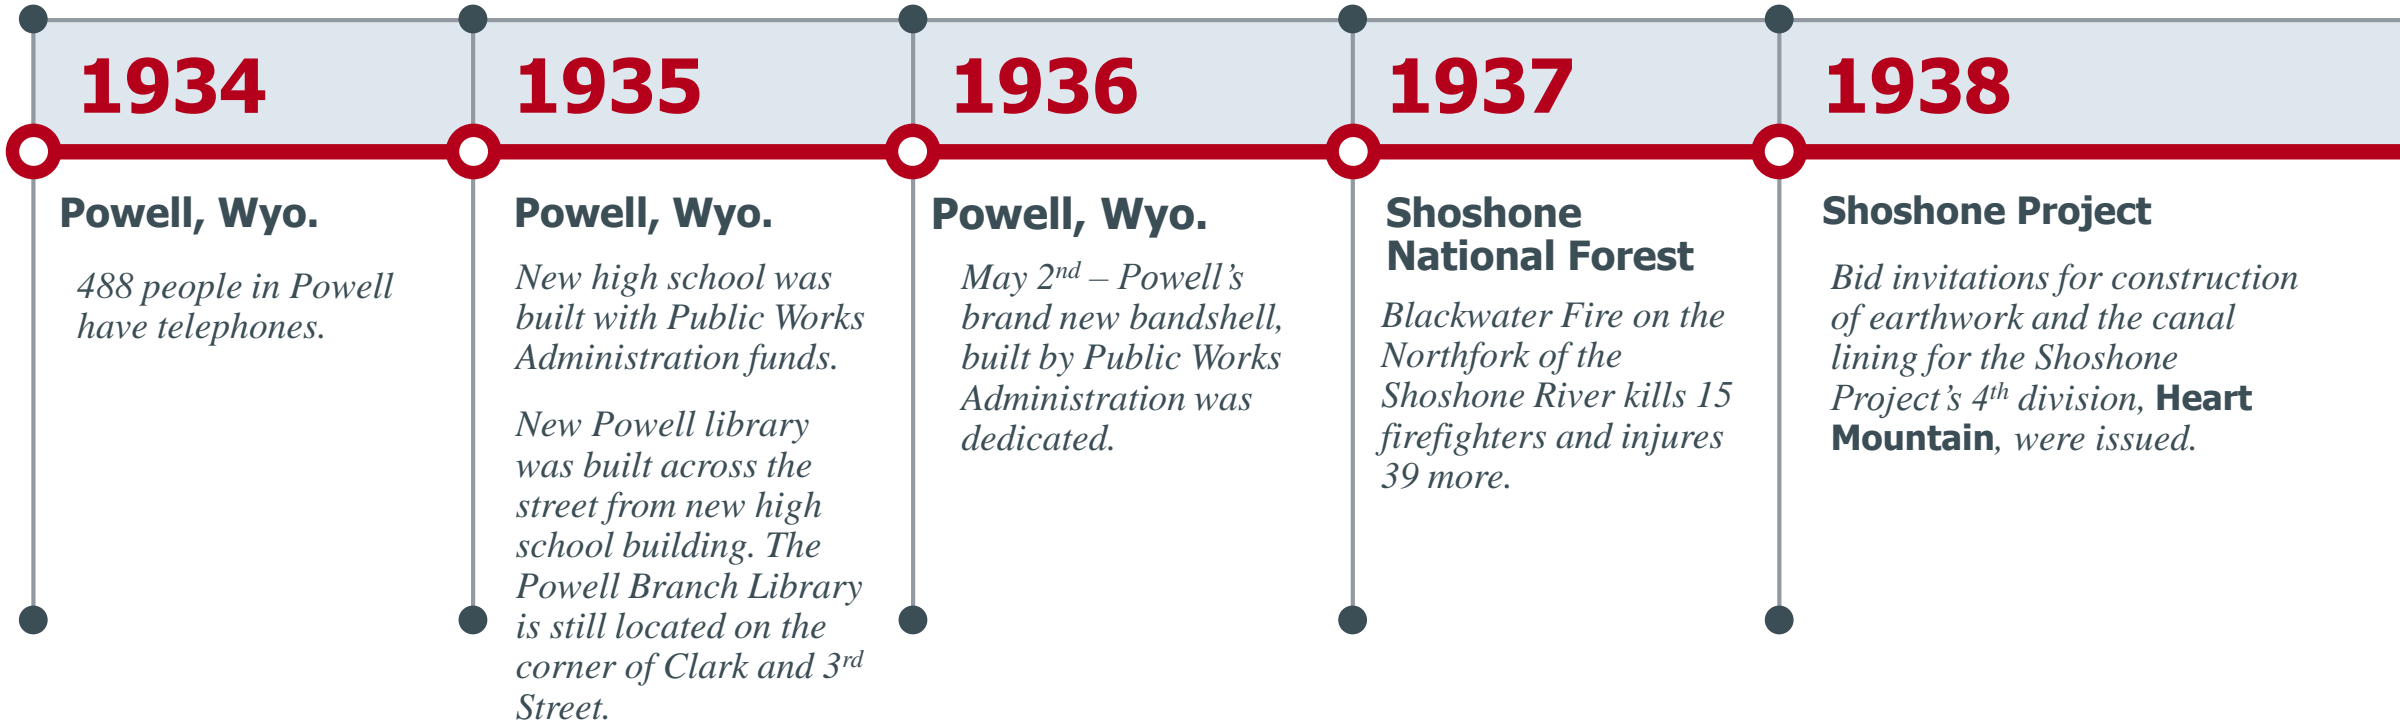 1934
Powell, Wyo.
488 people in Powell
have telephones.
1935
Powell, Wyo.
New high school was
built with Public Works
Administration funds.
New Powell library
was built across the
street from new high
school building. The
Powell Branch Library
is still located on the
corner of Clark and 3rd
Street.
1936
Powell, Wyo.
May 2nd – Powell’s
brand new bandshell,
built by Public Works
Administration was
dedicated.
1937
Shoshone
National Forest
Blackwater Fire on the
Northfork of the
Shoshone River kills 15
firefighters and injures
39 more.
1938
Shoshone Project
Bid invitations for construction
of earthwork and the canal
lining for the Shoshone
Project’s 4th division, Heart
Mountain, were issued.